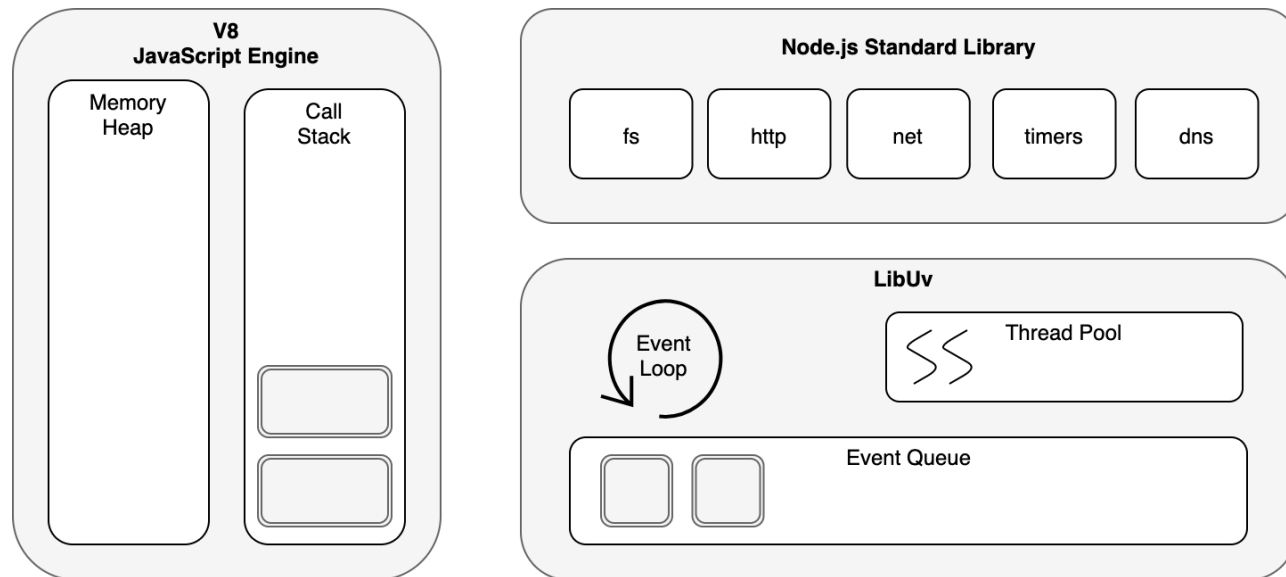 V8
JavaScript Engine
Memory
Heap
Call
Stack
Node.js Standard Library
fs
http
net
timers
dns
LibUv
Event
Loop
Thread Pool
Event Queue